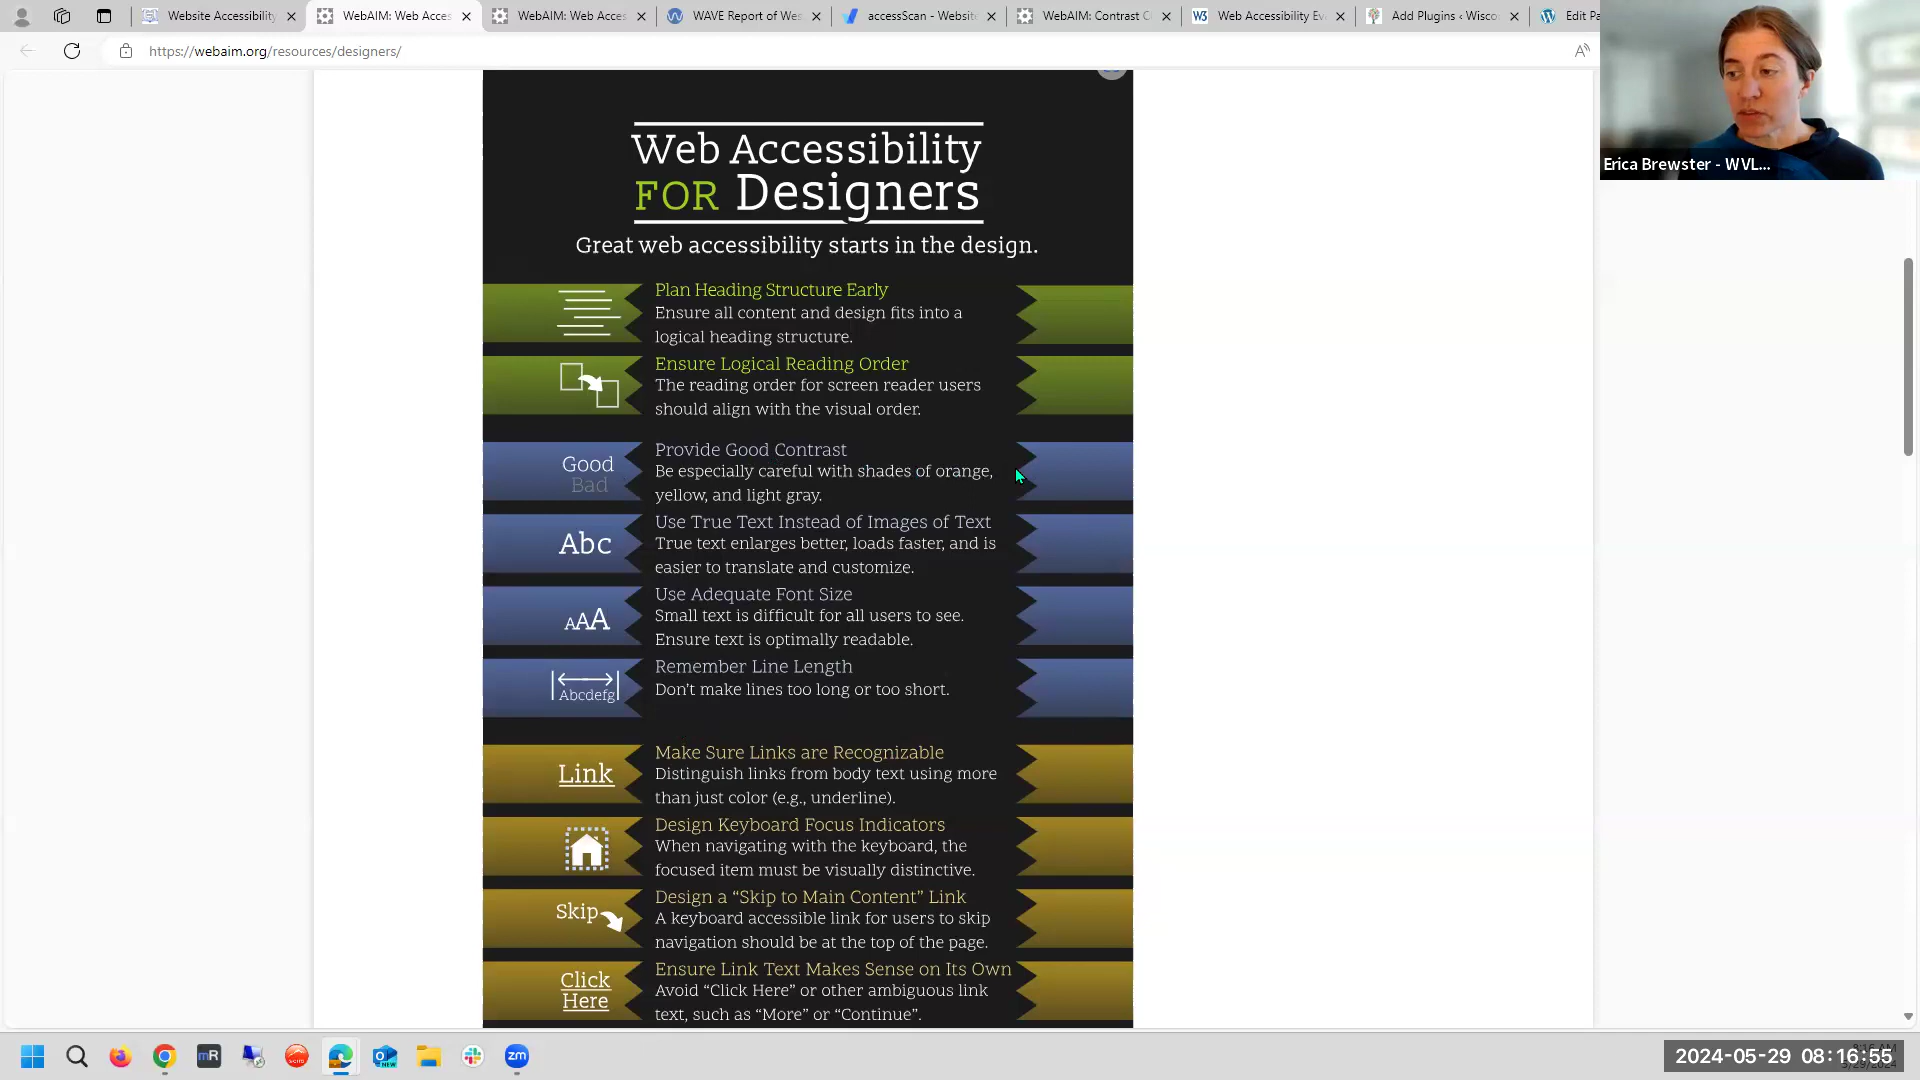 Website Accessibility
WebAIM: Web Acces
WebAIM: Web Acces
WAVE Report of Wes
accessScan - Website
WebAIM: Contrast C
Web Accessibility Ev
Add Plugins ‹ Wisco
Edit Pa
https://webaim.org/resources/designers/
Erica Brewster - WVL...
Web Accessibility
FOR Designers
Great web accessibility starts in the design.
Plan Heading Structure Early
Ensure all content and design fits into a
logical heading structure.
Ensure Logical Reading Order
The reading order for screen reader users
should align with the visual order.
Good
Bad
Provide Good Contrast
Be especially careful with shades of orange,
yellow, and light gray.
Abc
Use True Text Instead of Images of Text
True text enlarges better, loads faster, and is
easier to translate and customize.
AAA
Use Adequate Font Size
Small text is difficult for all users to see.
Ensure text is optimally readable.
Abcdefg
Remember Line Length
Don't make lines too long or too short.
Link
Make Sure Links are Recognizable
Distinguish links from body text using more
than just color (e.g., underline).
Design Keyboard Focus Indicators
When navigating with the keyboard, the
focused item must be visually distinctive.
Skip
Design a “Skip to Main Content” Link
A keyboard accessible link for users to skip
navigation should be at the top of the page.
Click
Here
Ensure Link Text Makes Sense on Its Own
Avoid “Click Here” or other ambiguous link
text, such as “More” or “Continue”.
mR
zm
2024-05-29 08:16:55